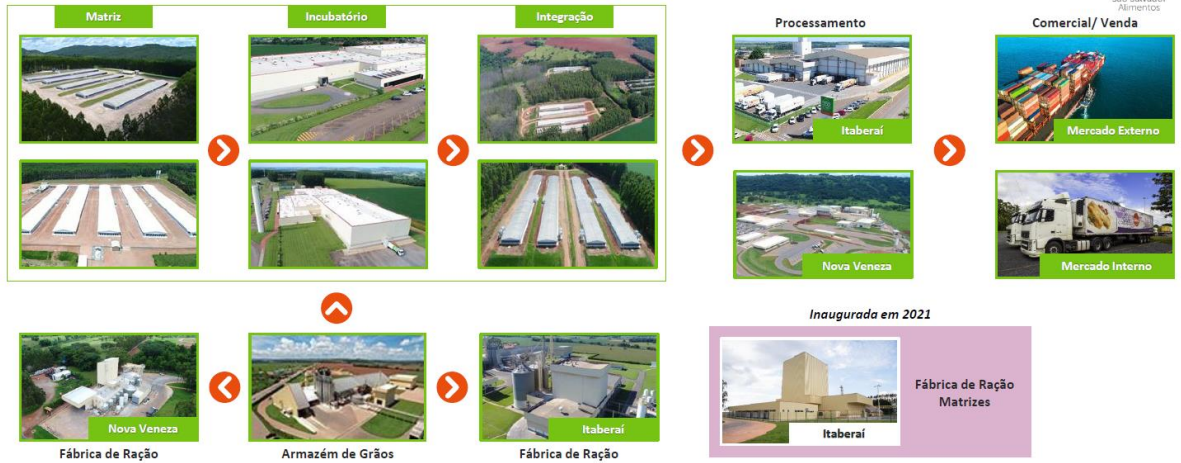 Alimentos
Matriz
Incubatório
Integração
Processamento
Comercial/ Venda
Itaberaí
Mercado Externo
Nova Veneza
Mercado Interno
Inaugurada em 2021
Nova Veneza
Itaberaí
Itaberaí
Fábrica de Ração
Matrizes
Fábrica de Ração
Armazém de Grãos
Fábrica de Ração